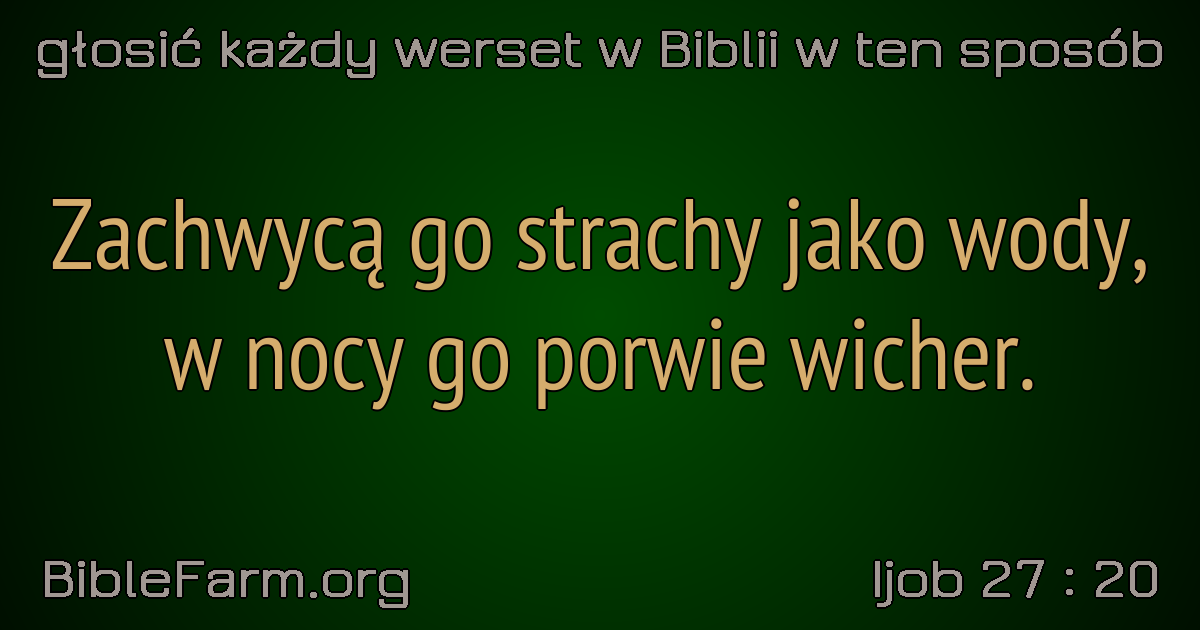 głosić każdy werset w Biblii w ten sposób
Zachwycą go strachy jako wody,
w nocy go porwie wicher.
BibleFarm.org
Ijob 27 : 20